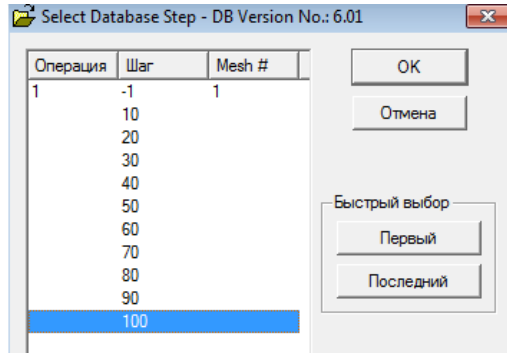 Select Database Step - DB Version No.: 6.01
Операция Шаг Mesh #
1 -1 1
10
20
30
40
50
60
70
80
90
100
OK
Отмена
Быстрый выбор
Первый
Последний